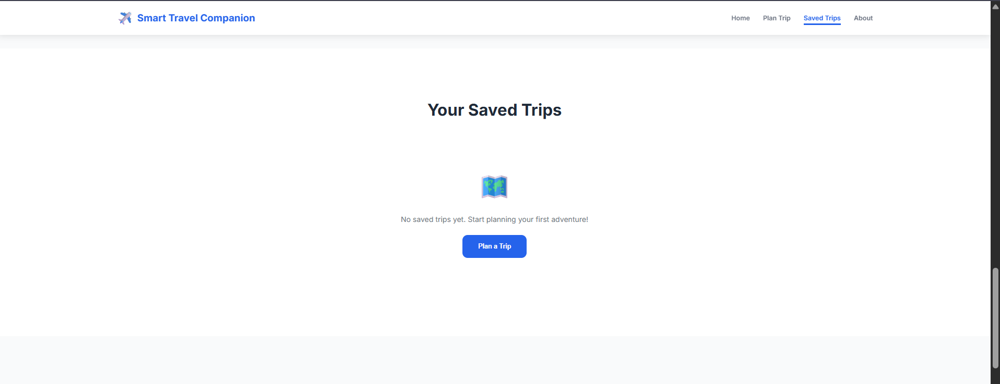 Smart Travel Companion
Home
Plan Trip
Saved Trips
About
Your Saved Trips
No saved trips yet. Start planning your first adventure!
Plan a Trip